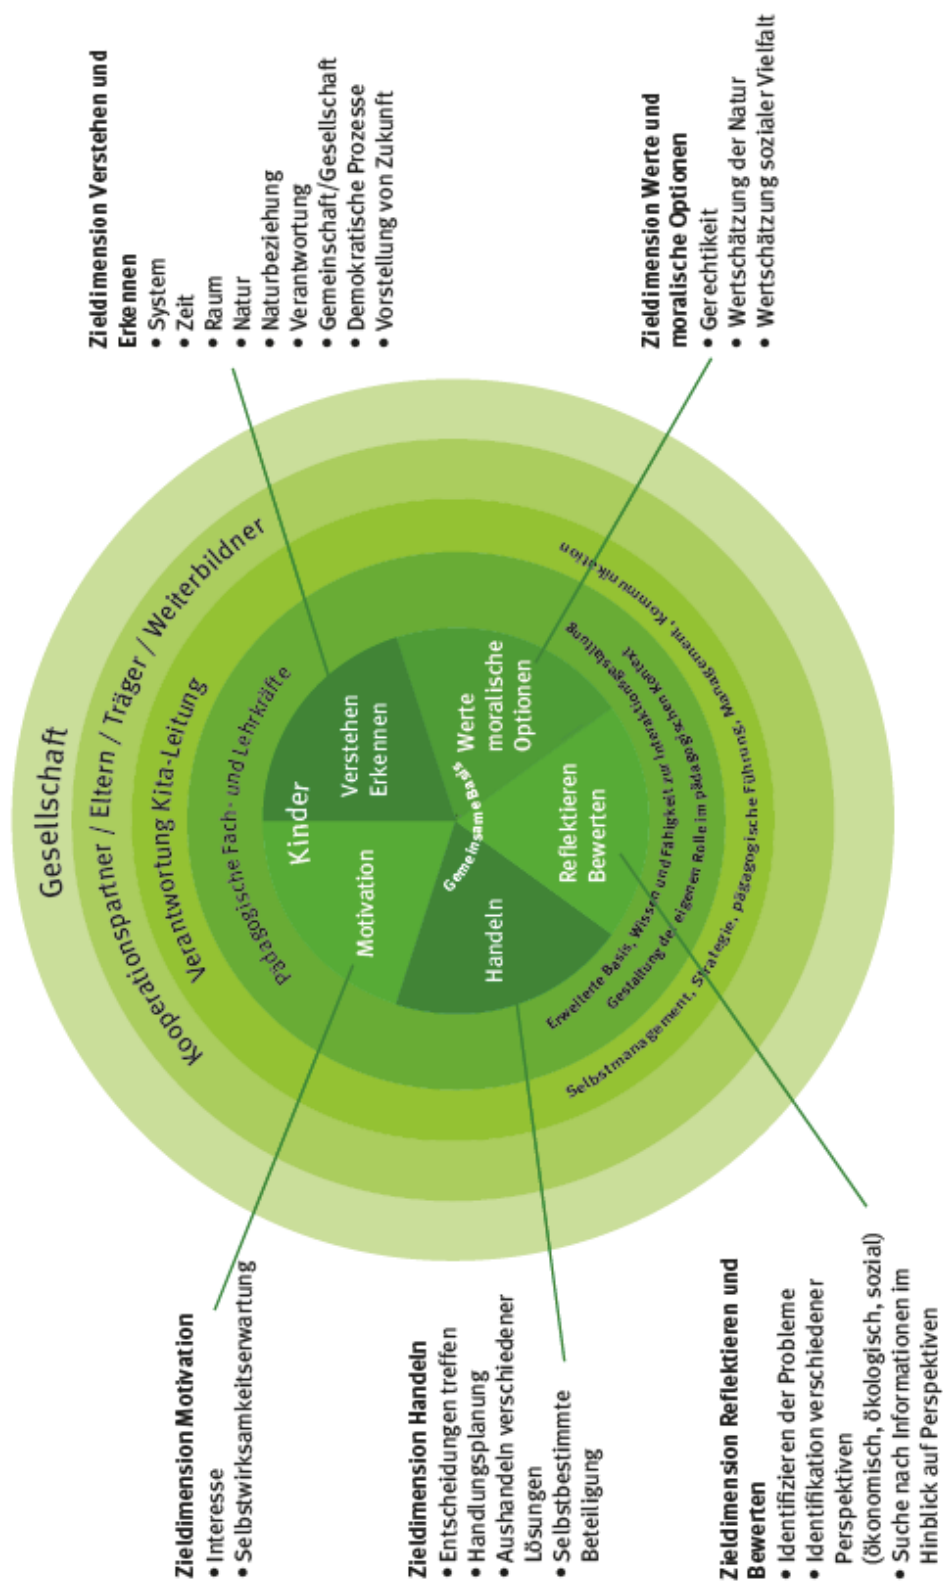 Zieldimension Motivation
• Interesse
• Selbstwirksamkeitserwartung
Zieldimension Handeln
• Entscheidungen treffen
• Handlungsplanung
• Aushandeln verschiedener
Lösungen
• Selbstbestimmte
Beteiligung
Zieldimension Reflektieren und
Bewerten
• Identifizieren der Probleme
• Identifikation verschiedener
Perspektiven
(ökonomisch, ökologisch, sozial)
• Suche nach Informationen im
Hinblick auf Perspektiven
Gesellschaft
Kooperationspartner / Eltern / Träger / Weiterbildner
Verantwortung Kita-Leitung
Pädagogische Fach- und Lehrkräfte
Kinder
Motivation
Verstehen
Erkennen
Handeln
Gemeinsame Basis
Werte
moralische
Optionen
Reflektieren
Bewerten
Erweiterte Basis, Wissen und Fähigkeit zur Interaktionsgestaltung
Gestaltung der eigenen Rolle im pädagogischen Kontext
Selbstmanagement, Strategie, pägagogische Führung, Management, Kommunikation
Zieldimension Verstehen und
Erkennen
• System
• Zeit
• Raum
• Natur
• Naturbeziehung
• Verantwortung
• Gemeinschaft/Gesellschaft
• Demokratische Prozesse
• Vorstellung von Zukunft
Zieldimension Werte und
moralische Optionen
• Gerechtikeit
• Wertschätzung der Natur
• Wertschätzung sozialer Vielfalt